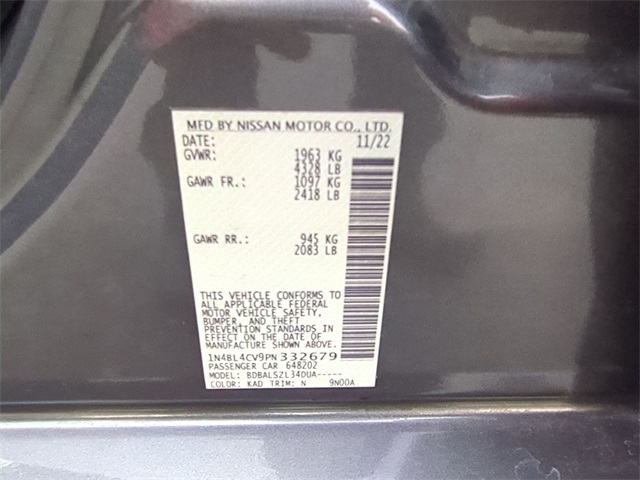 MFD BY NISSAN MOTOR CO., LTD.
DATE: 11/22
GVWR: 1963 KG
4328 LB
GAWR FR.: 1097 KG
2418 LB
GAWR RR.: 945 KG
2083 LB
THIS VEHICLE CONFORMS TO
ALL APPLICABLE FEDERAL
MOTOR VEHICLE SAFETY,
BUMPER, AND THEFT
PREVENTION STANDARDS IN
EFFECT ON THE DATE OF
MANUFACTURE SHOWN ABOVE.
1N4BL4CV9PN332679
PASSENGER CAR 648202
MODEL: BDBALSZL34DUA-----
COLOR: KAD TRIM: N 9N00A